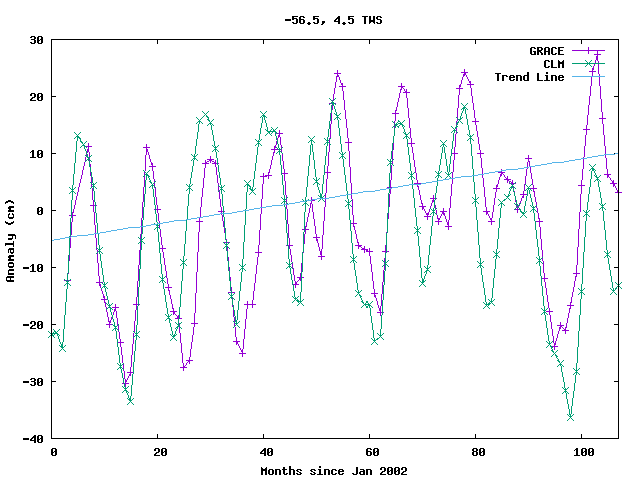 -56.5, 4.5 TWS
GRACE
CLM
Trend Line
30
20
10
0
-10
-20
-30
-40
Anomaly (cm)
0 20 40 60 80 100
Months since Jan 2002